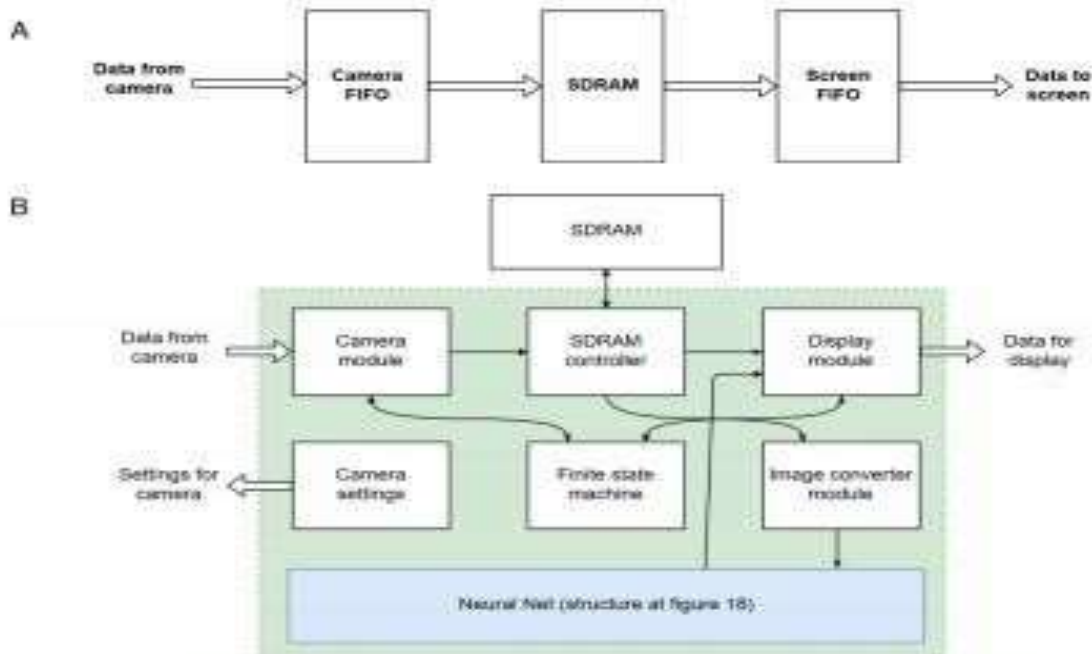 A
Data from
camera
Camera
FIFO
SDRAM
Screen
FIFO
Data to
screen
B
SDRAM
Data from
camera
Camera
module
SDRAM
controller
Display
module
Data for
display
Settings for
camera
Camera
settings
Finite state
machine
Image converter
module
Neural Net (structure at figure 16)